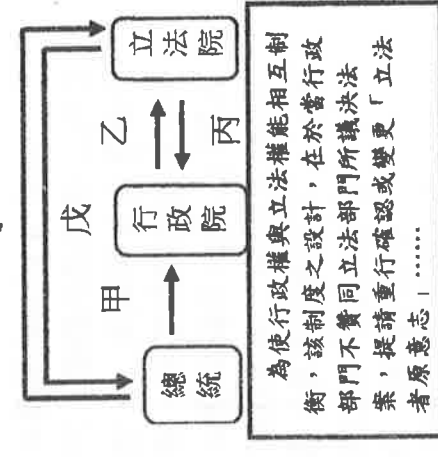 戊
甲
乙
總統
行政院
立法院
丙
為使行政權與立法權能相互制
衡，該制度之設計，在於當行政
部門不贊同立法部門所議決法
案，提請重行確認或變更「立法
者原意志」……